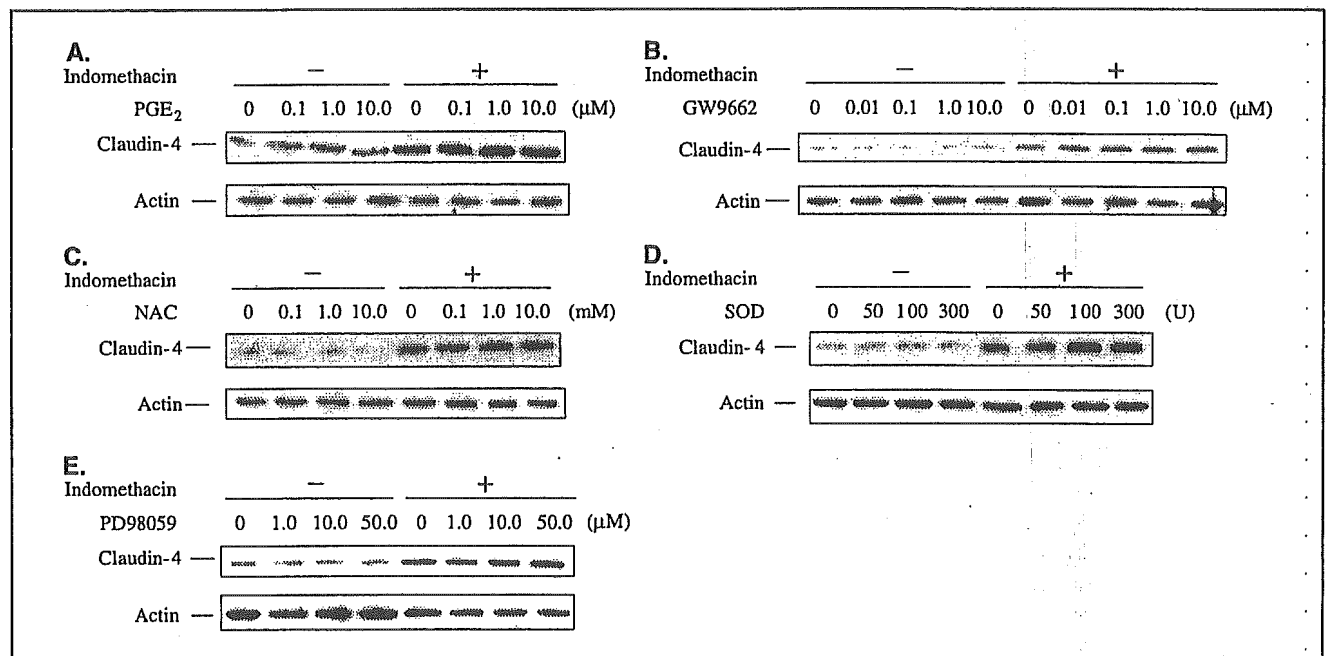 A.
Indomethacin − +
PGE₂ 0 0.1 1.0 10.0 0 0.1 1.0 10.0 (μM)
Claudin-4 —
Actin —
B.
Indomethacin − +
GW9662 0 0.01 0.1 1.0 10.0 0 0.01 0.1 1.0 10.0 (μM)
Claudin-4 —
Actin —
C.
Indomethacin − +
NAC 0 0.1 1.0 10.0 0 0.1 1.0 10.0 (mM)
Claudin-4 —
Actin —
D.
Indomethacin − +
SOD 0 50 100 300 0 50 100 300 (U)
Claudin-4 —
Actin —
E.
Indomethacin − +
PD98059 0 1.0 10.0 50.0 0 1.0 10.0 50.0 (μM)
Claudin-4 —
Actin —